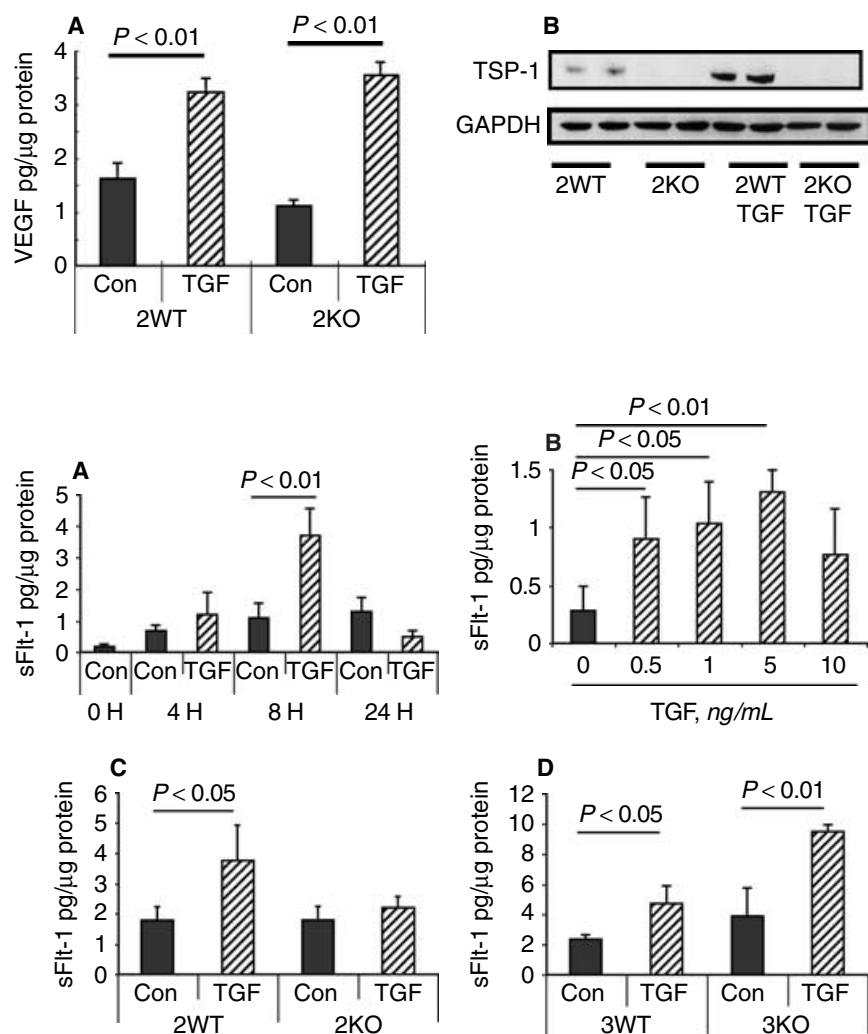 A
P < 0.01
P < 0.01
VEGF pg/μg protein
4
3
2
1
0
Con
TGF
Con
TGF
2WT
2KO
B
TSP-1
GAPDH
2WT
2KO
2WT
TGF
2KO
TGF
A
P < 0.01
sFlt-1 pg/μg protein
5
4
3
2
1
0
Con
Con
TGF
Con
TGF
Con
TGF
0 H
4 H
8 H
24 H
B
P < 0.01
P < 0.05
P < 0.05
sFlt-1 pg/μg protein
1.5
1
0.5
0
0
0.5
1
5
10
TGF, ng/mL
C
P < 0.05
sFlt-1 pg/μg protein
6
5
4
3
2
1
0
Con
TGF
Con
TGF
2WT
2KO
D
P < 0.05
P < 0.01
sFlt-1 pg/μg protein
12
10
8
6
4
2
0
Con
TGF
Con
TGF
3WT
3KO